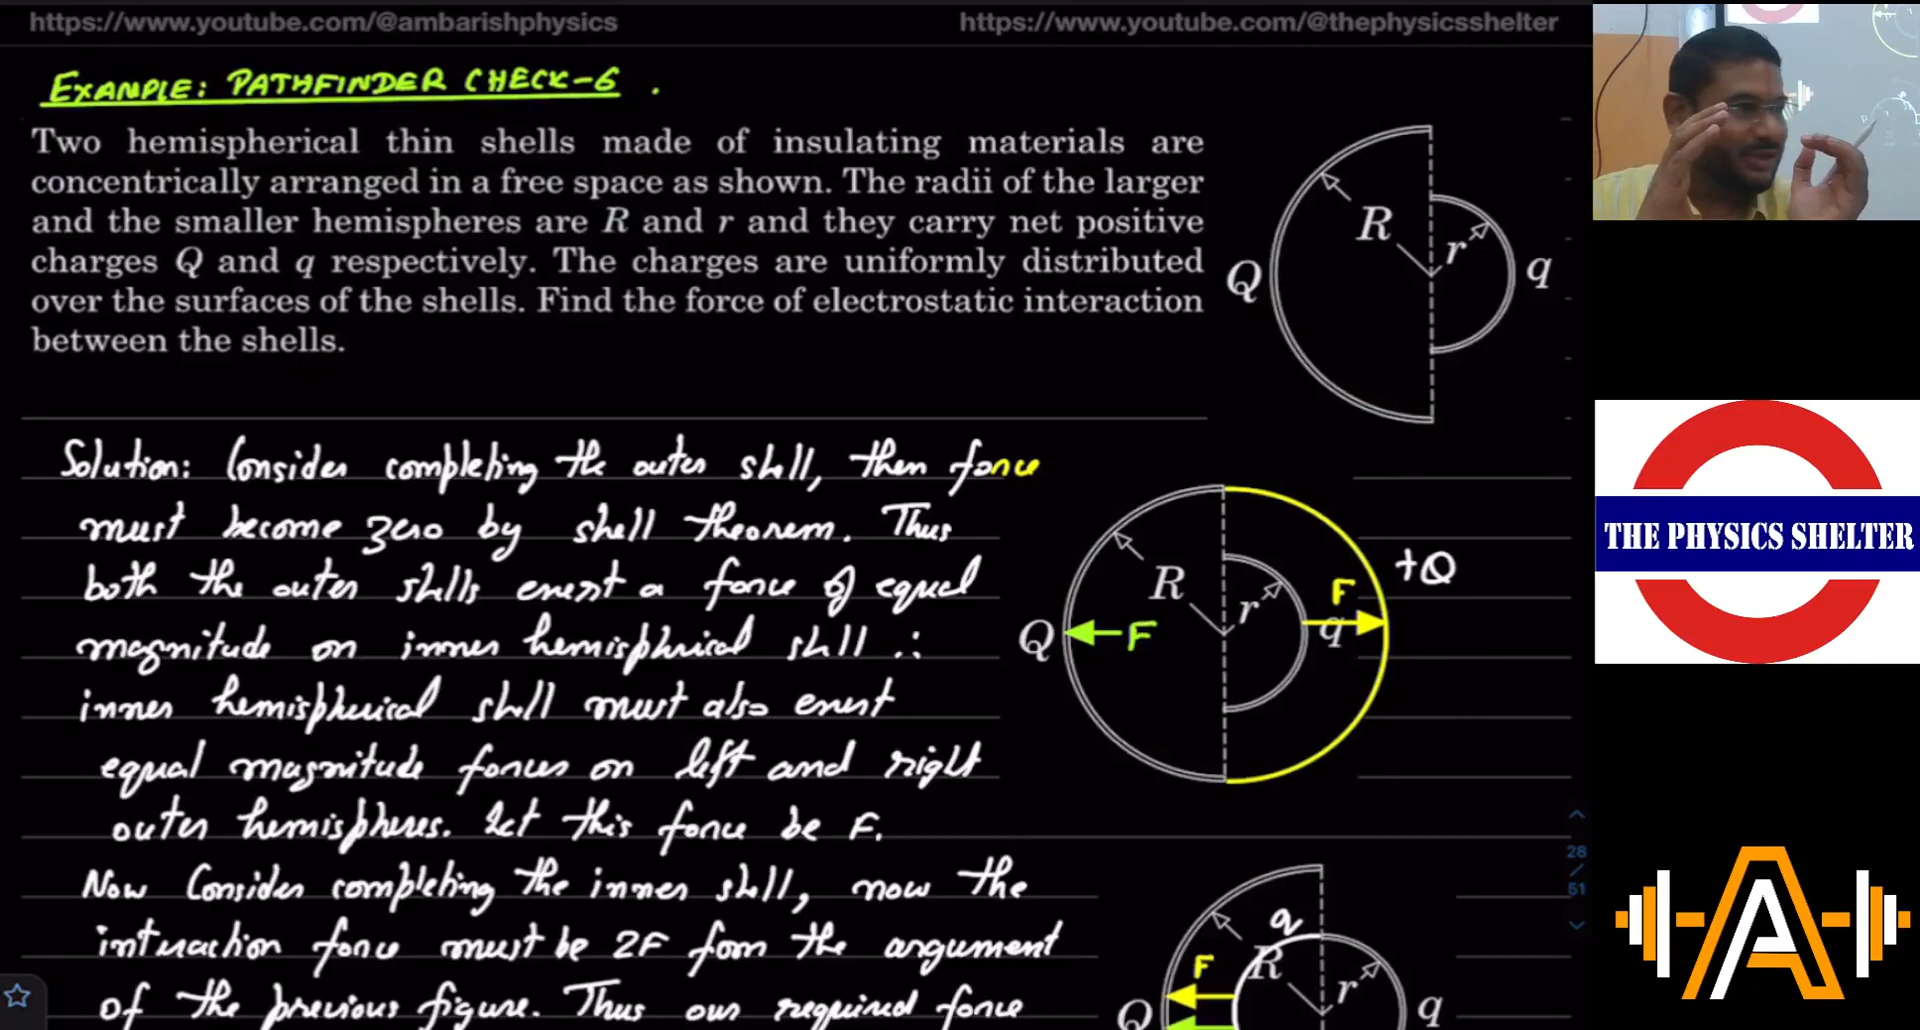 https://www.youtube.com/@ambarishphysics
https://www.youtube.com/@thephysicsshelter
EXAMPLE: PATHFINDER CHECK-6 .
Two hemispherical thin shells made of insulating materials are
concentrically arranged in a free space as shown. The radii of the larger
and the smaller hemispheres are R and r and they carry net positive
charges Q and q respectively. The charges are uniformly distributed
over the surfaces of the shells. Find the force of electrostatic interaction
between the shells.
R
r
Q
q
Solution: Consider completing the outer shell, then force
must become zero by shell theorem. Thus
both the outer shells exert a force of equal
magnitude on inner hemispherical shell ∴
inner hemispherical shell must also exert
equal magnitude forces on left and right
outer hemispheres. Let this force be F.
Now Consider completing the inner shell, now the
interaction force must be 2F from the argument
of the previous figure. Thus our required force
+Q
R
r
F
q
Q
F
q
F
R
r
Q
q
THE PHYSICS SHELTER
28
/
51
A